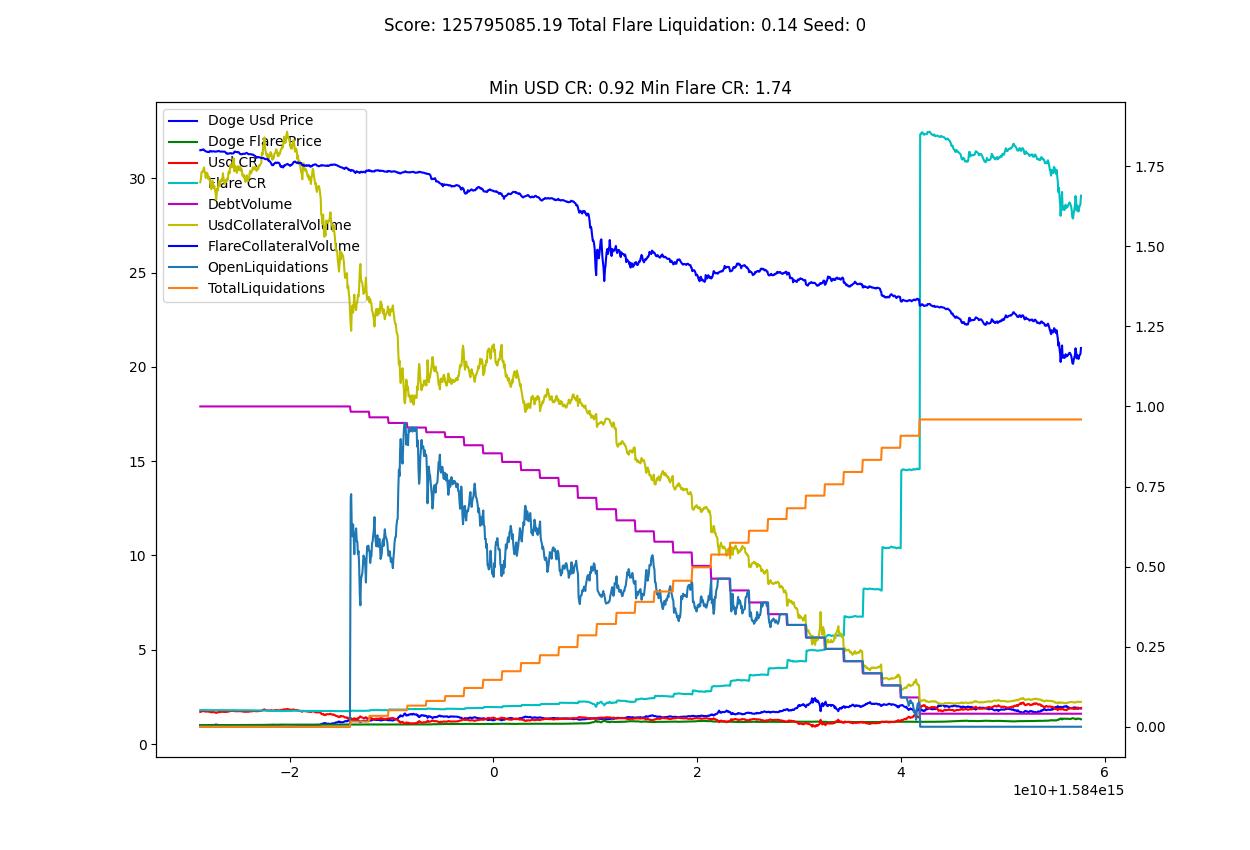 Score: 125795085.19 Total Flare Liquidation: 0.14 Seed: 0
Min USD CR: 0.92 Min Flare CR: 1.74
Doge Usd Price
Doge Flare Price
Usd CR
Flare CR
DebtVolume
UsdCollateralVolume
FlareCollateralVolume
OpenLiquidations
TotalLiquidations
30
25
20
15
10
5
0
1.75
1.50
1.25
1.00
0.75
0.50
0.25
0.00
−2 0 2 4 6
1e10+1.584e15